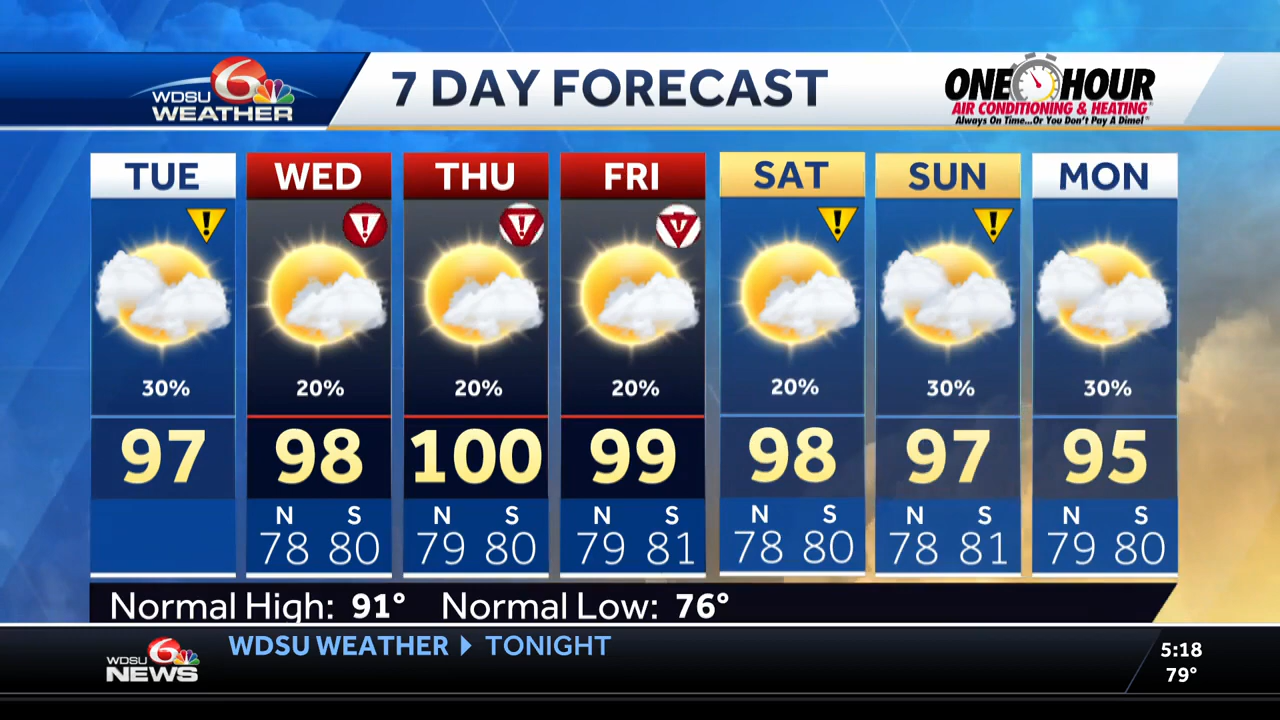 WDSU 6
WEATHER
7 DAY FORECAST
ONE HOUR
AIR CONDITIONING & HEATING®
Always On Time...Or You Don't Pay A Dime!®
TUE WED THU FRI SAT SUN MON
! ! ! ! ! !
30% 20% 20% 20% 20% 30% 30%
97 98 100 99 98 97 95
N S N S N S N S N S N S
78 80 79 80 79 81 78 80 78 81 79 80
Normal High: 91° Normal Low: 76°
WDSU 6
NEWS
WDSU WEATHER TONIGHT
5:18
79°